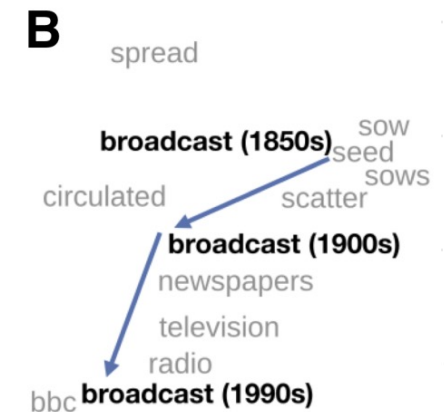 B
spread
sow
broadcast (1850s)
seed
sows
circulated
scatter
broadcast (1900s)
newspapers
television
radio
bbc
broadcast (1990s)